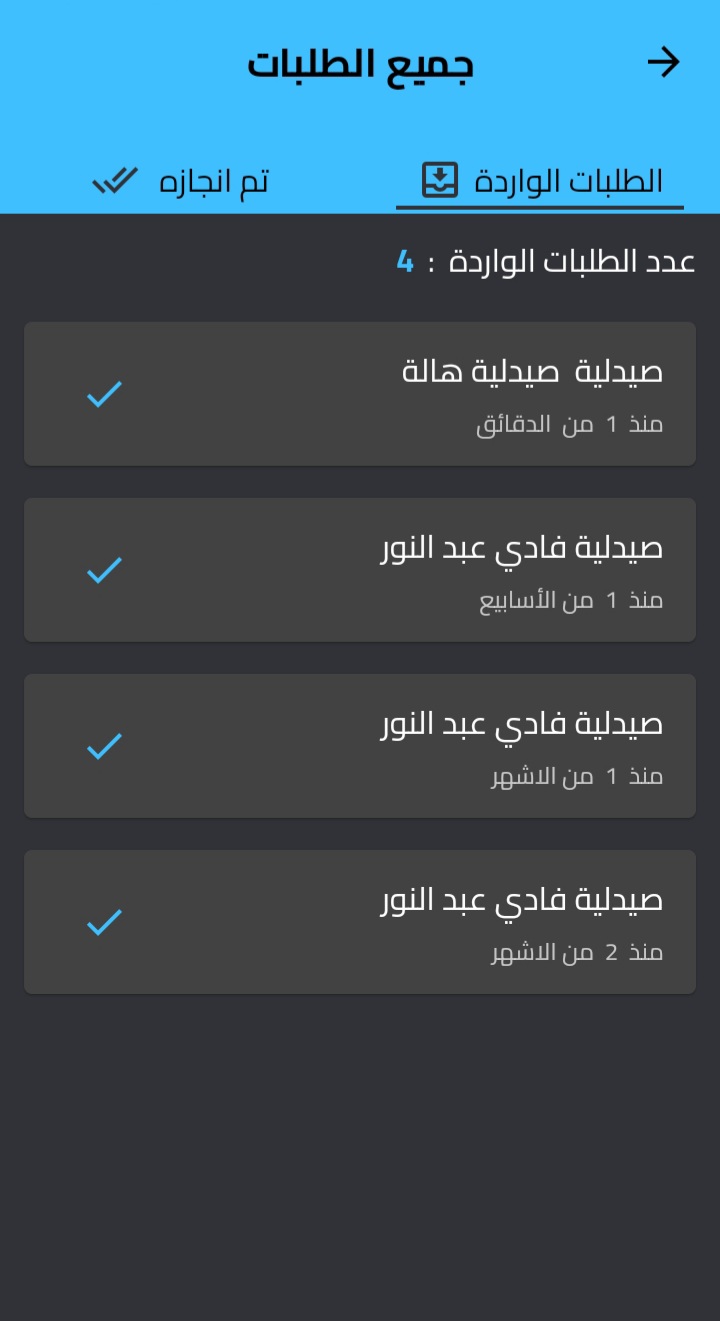 جميع الطلبات
الطلبات الواردة
تم انجازه
عدد الطلبات الواردة : 4
صيدلية صيدلية هالة
منذ 1 من الدقائق
صيدلية فادي عبد النور
منذ 1 من الأسابيع
صيدلية فادي عبد النور
منذ 1 من الاشهر
صيدلية فادي عبد النور
منذ 2 من الاشهر